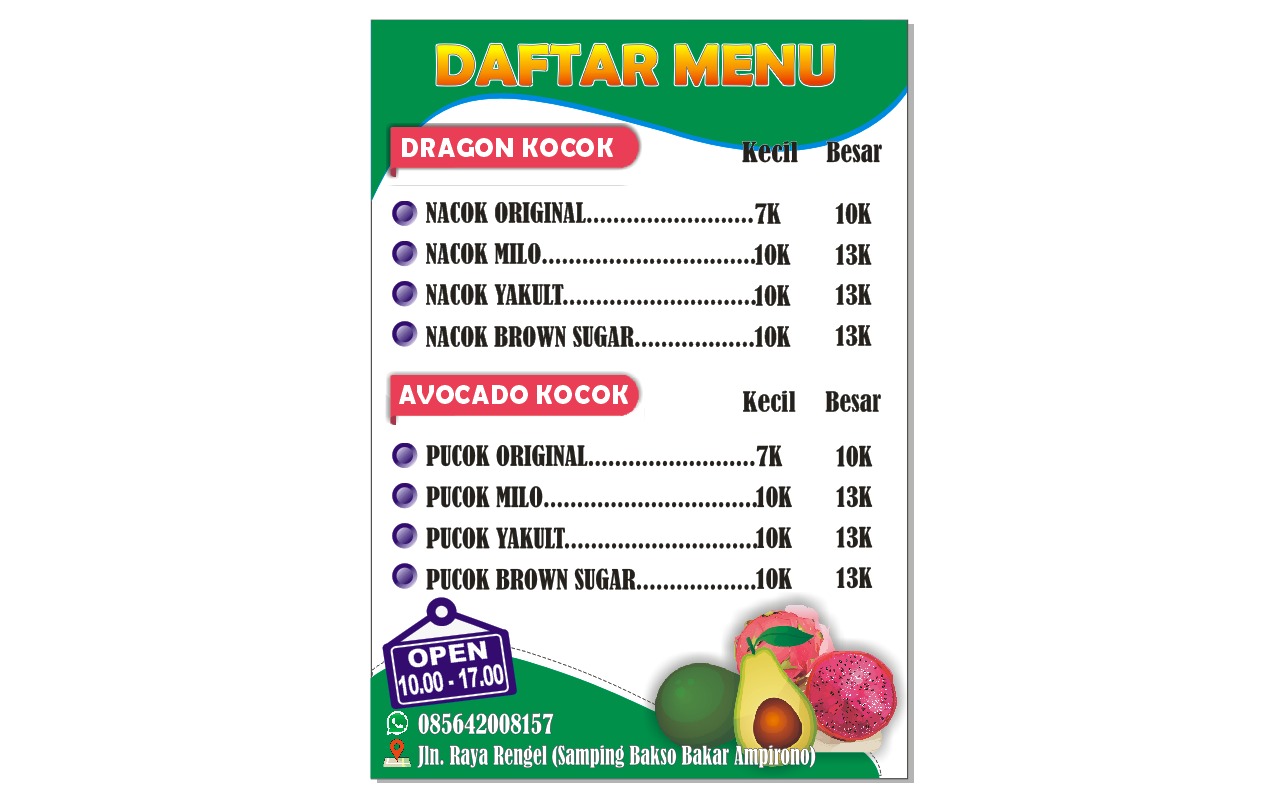 DAFTAR MENU
DRAGON KOCOK Kecil Besar
NACOK ORIGINAL.........................7K 10K
NACOK MILO................................10K 13K
NACOK YAKULT.............................10K 13K
NACOK BROWN SUGAR..................10K 13K
AVOCADO KOCOK Kecil Besar
PUCOK ORIGINAL.........................7K 10K
PUCOK MILO................................10K 13K
PUCOK YAKULT.............................10K 13K
PUCOK BROWN SUGAR..................10K 13K
OPEN
10.00 - 17.00
085642008157
Jln. Raya Rengel (Samping Bakso Bakar Ampirono)